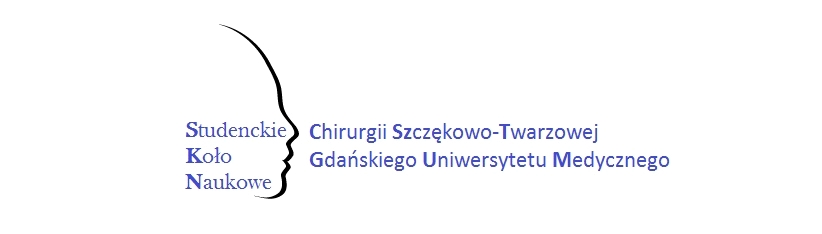 Studenckie
Koło
Naukowe
Chirurgii Szczękowo-Twarzowej
Gdańskiego Uniwersytetu Medycznego